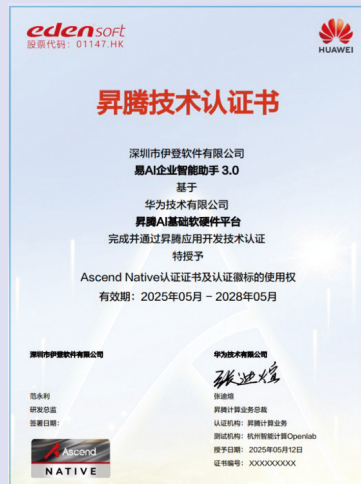 edensoft
股票代码：01147.HK
HUAWEI
昇腾技术认证书
深圳市伊登软件有限公司
易AI企业智能助手 3.0
基于
华为技术有限公司
昇腾AI基础软硬件平台
完成并通过昇腾应用开发技术认证
特授予
Ascend Native认证证书及认证徽标的使用权
有效期：2025年05月 – 2028年05月
深圳市伊登软件有限公司
范永利
研发总监
签署日期：
华为技术有限公司
张迪煊
张迪煊
昇腾计算业务总裁
认证机构：昇腾计算业务
测试机构：杭州智能计算Openlab
授予日期：2025年05月12日
证书编号：XXXXXXXXX
Ascend
NATIVE